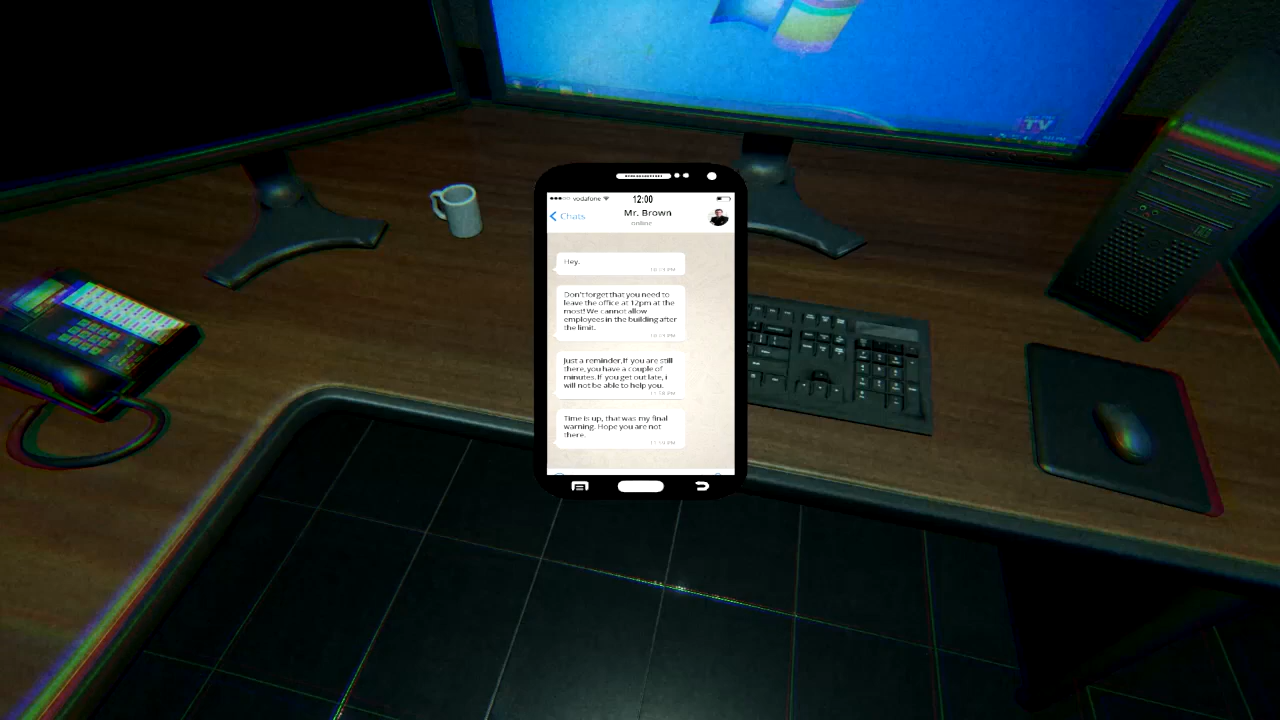 vodafone
12:00
Chats
Mr. Brown
online
Hey.
Don't forget that you need to
leave the office at 12pm at the
most! We cannot allow
employees in the building after
the limit.
Just a reminder,if you are still
there, you have a couple of
minutes. If you get out late, i
will not be able to help you.
Time is up, that was my final
warning. Hope you are not
there.
TV